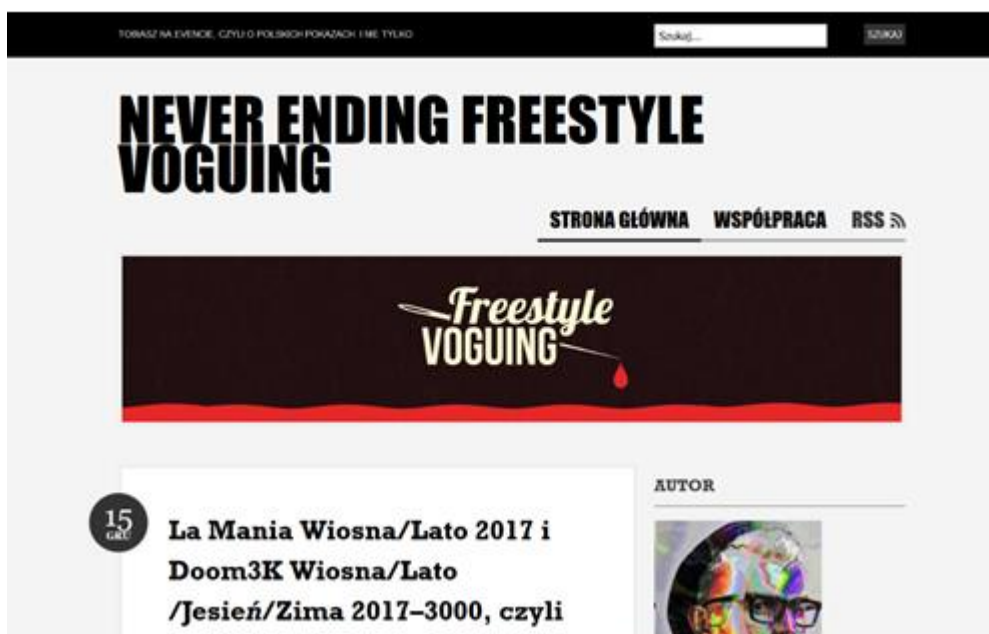 TOBIASZ NA EVENCIE, CZYLI O POLSKICH POKAZACH I NIE TYLKO
Szukaj...
SZUKAJ
NEVER ENDING FREESTYLE
VOGUING
STRONA GŁÓWNA WSPÓŁPRACA RSS
Freestyle
VOGUING
AUTOR
15
GRU
La Mania Wiosna/Lato 2017 i
Doom3K Wiosna/Lato
/Jesień/Zima 2017–3000, czyli